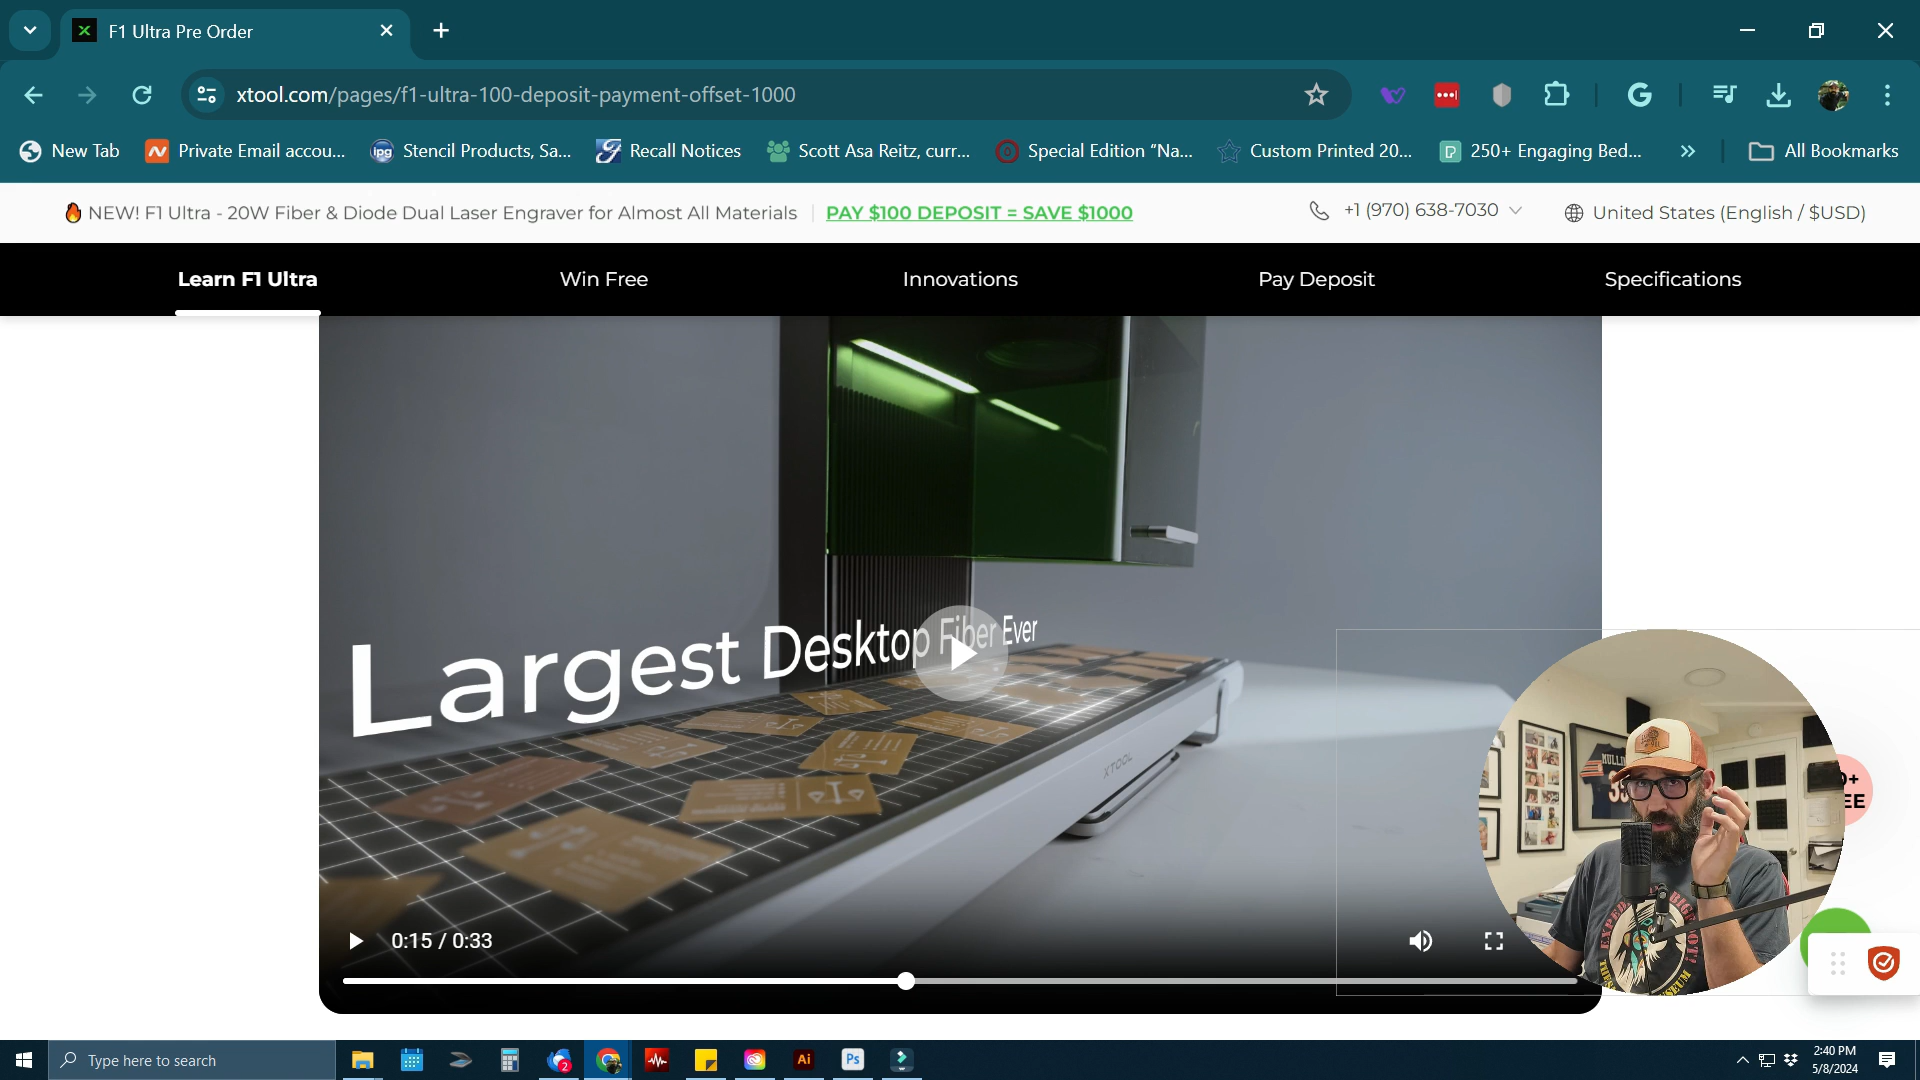 F1 Ultra Pre Order
xtool.com/pages/f1-ultra-100-deposit-payment-offset-1000
New Tab
Private Email accou...
Stencil Products, Sa...
Recall Notices
Scott Asa Reitz, curr...
Special Edition “Na...
Custom Printed 20...
250+ Engaging Bed...
All Bookmarks
NEW! F1 Ultra - 20W Fiber & Diode Dual Laser Engraver for Almost All Materials
PAY $100 DEPOSIT = SAVE $1000
+1 (970) 638-7030
United States (English / $USD)
Learn F1 Ultra
Win Free
Innovations
Pay Deposit
Specifications
Largest Desktop Fiber Ever
XTOOL
0:15 / 0:33
Type here to search
2
Ai
Ps
2:40 PM
5/8/2024